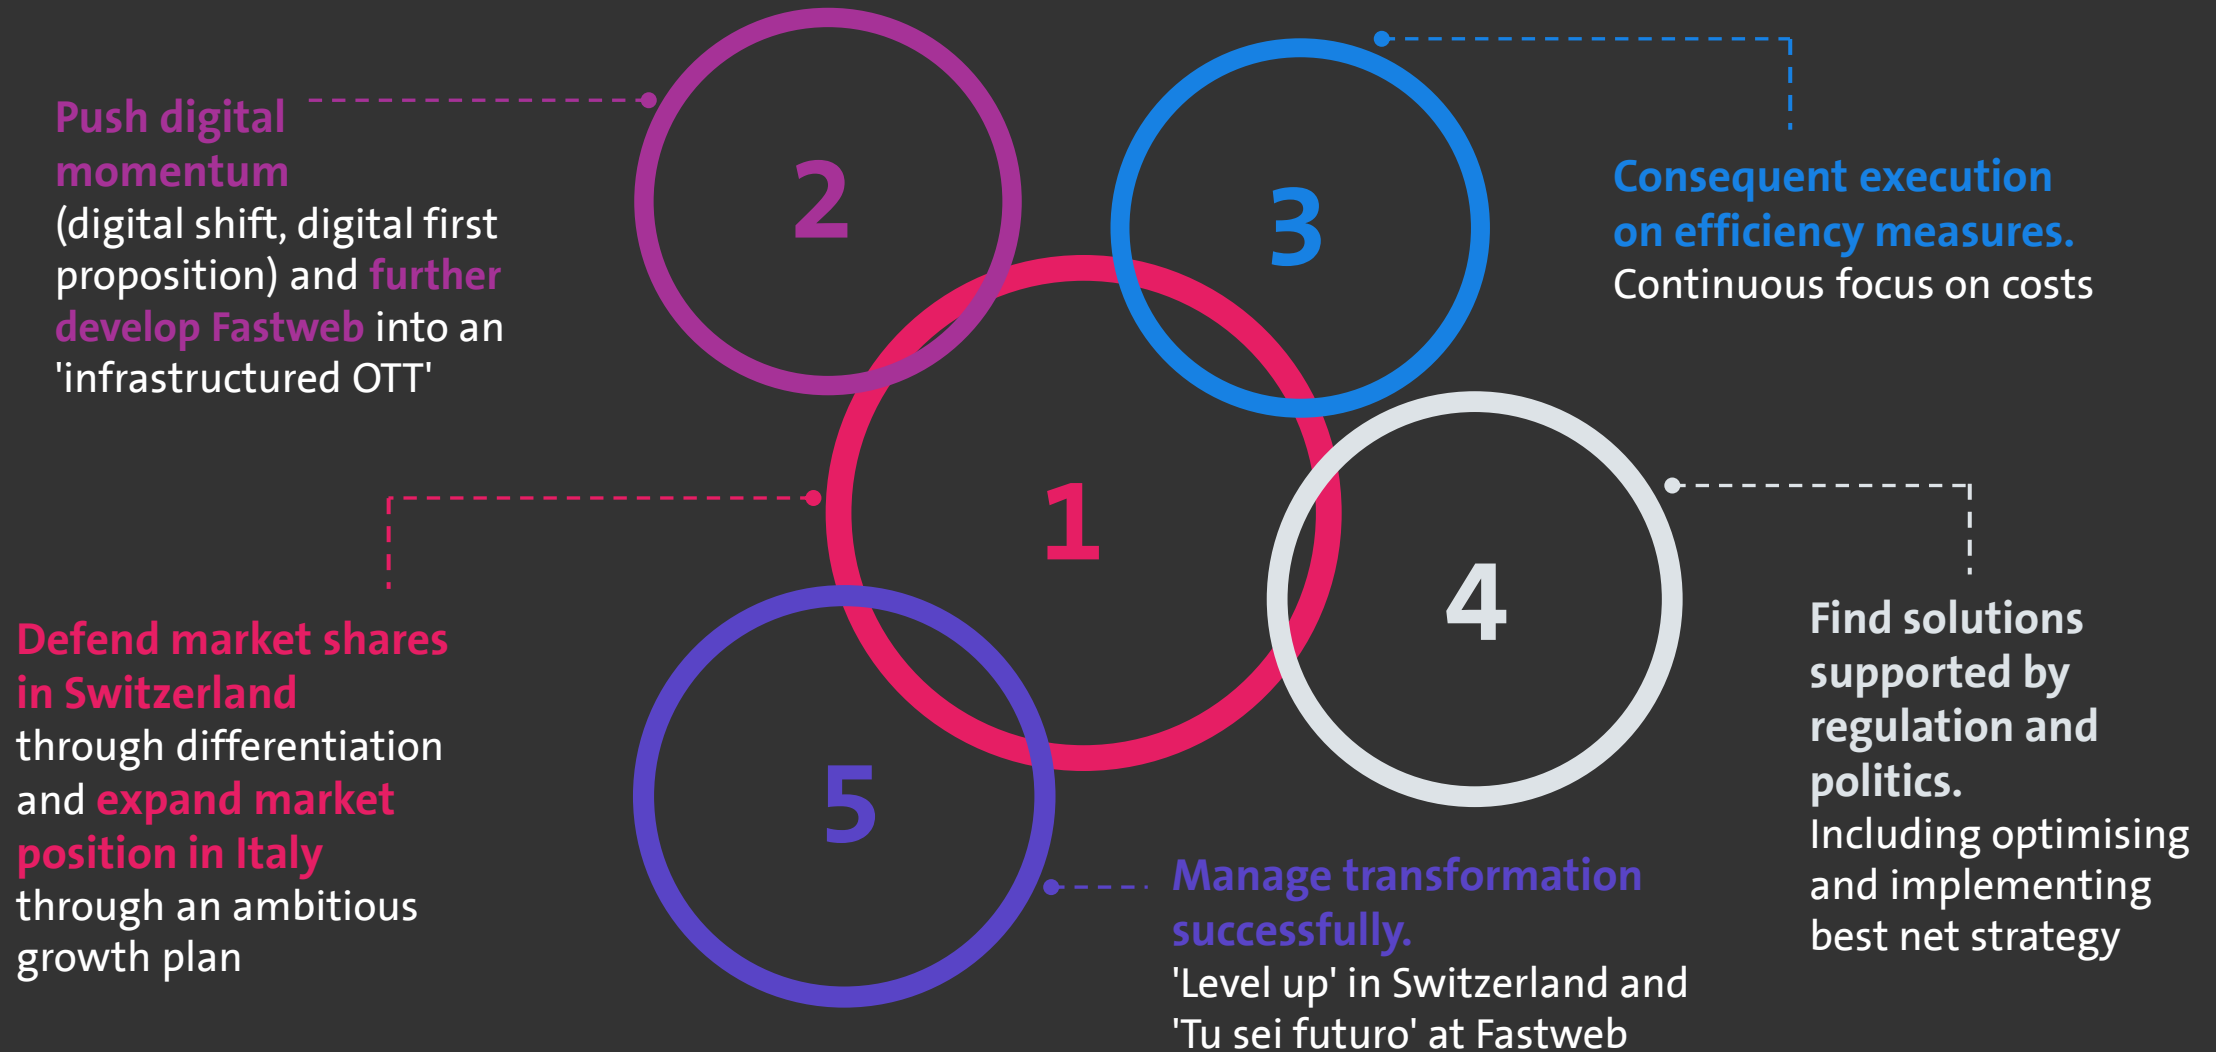 2
Push digital
momentum
(digital shift, digital first
proposition) and further
develop Fastweb into an
'infrastructured OTT'
3
Consequent execution
on efficiency measures.
Continuous focus on costs
1
Defend market shares
in Switzerland
through differentiation
and expand market
position in Italy
through an ambitious
growth plan
4
Find solutions
supported by
regulation and
politics.
Including optimising
and implementing
best net strategy
5
Manage transformation
successfully.
'Level up' in Switzerland and
'Tu sei futuro' at Fastweb